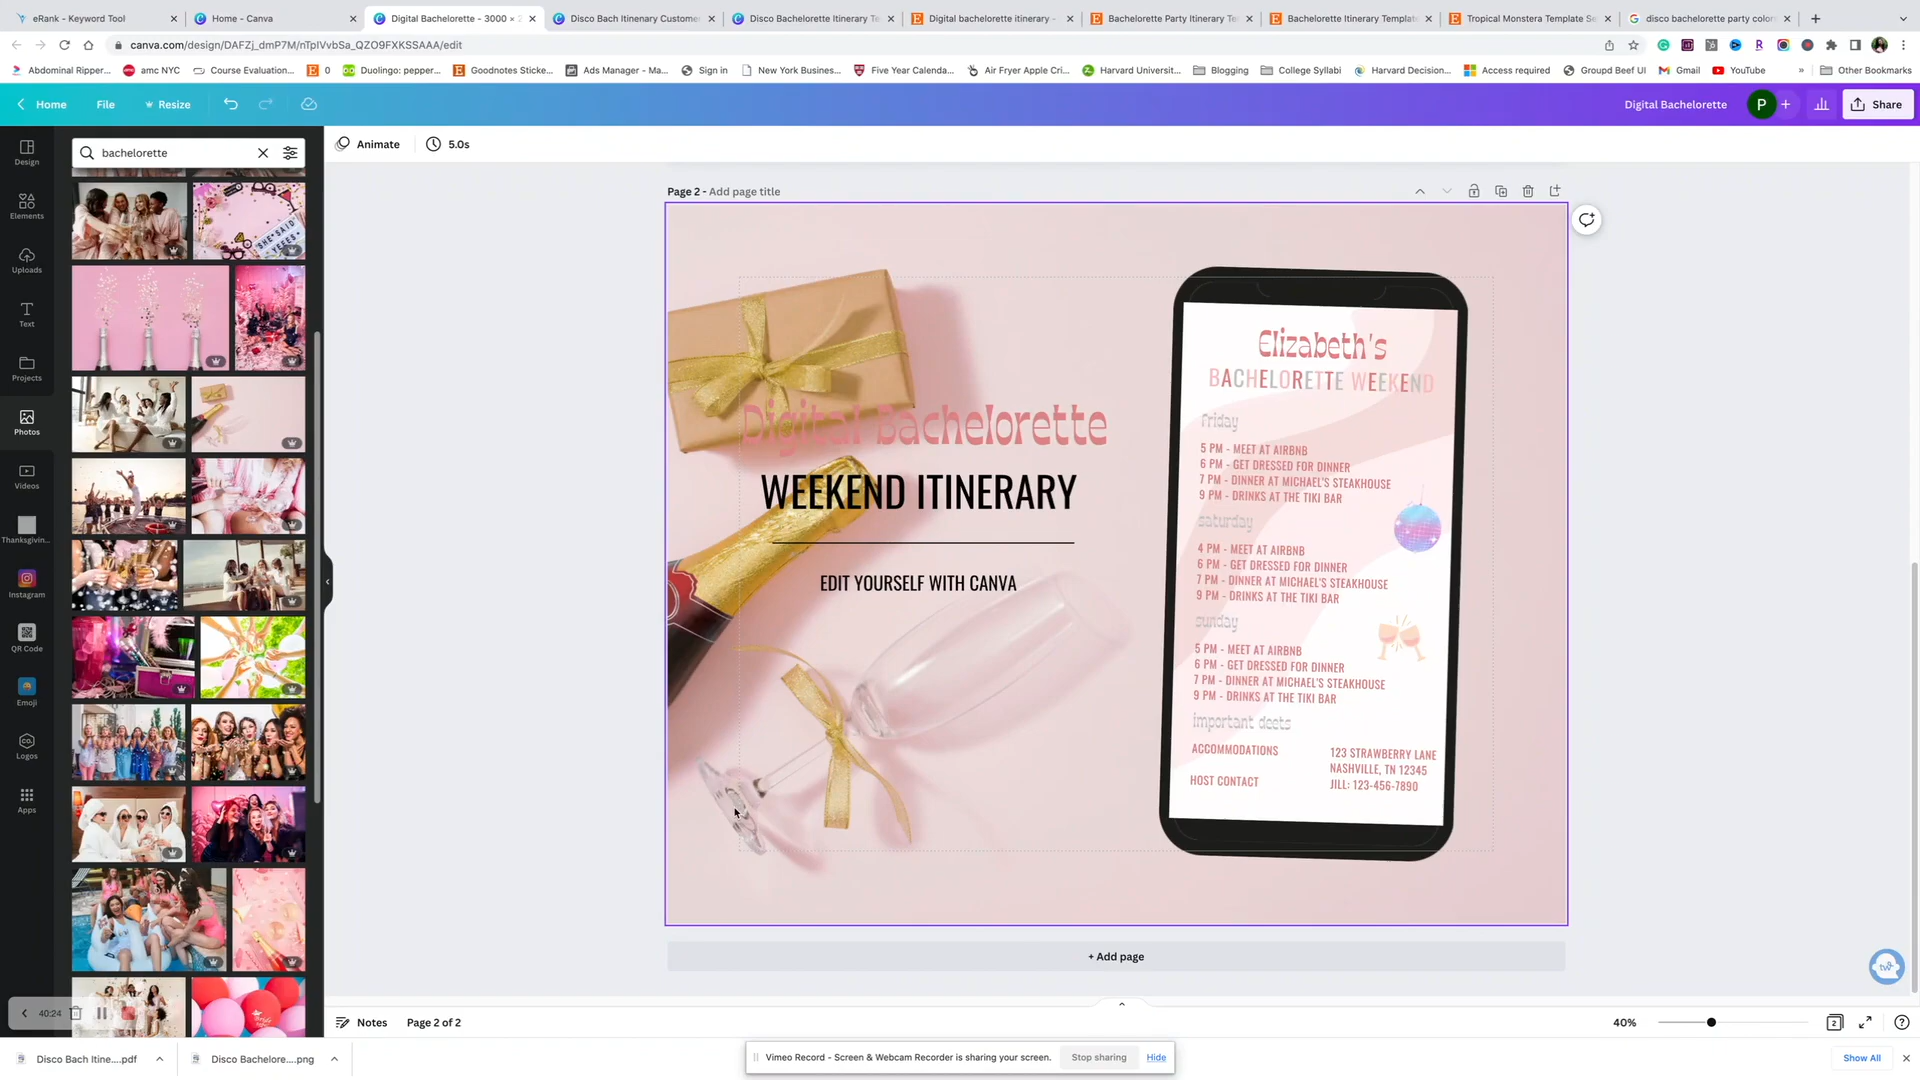 eRank - Keyword Tool
Home - Canva
Digital Bachelorette - 3000 ×
Disco Bach Itinerary Custome
Disco Bachelorette Itinerary Te
Digital bachelorette itinerary -
Bachelorette Party Itinerary Te
Bachelorette Itinerary Template
Tropical Monstera Template Se
disco bachelorette party color
canva.com/design/DAFZj_dmP7M/nTpIVvbSa_QZO9FXKSSAAA/edit
Abdominal Ripper...
amc NYC
Course Evaluation...
0
Duolingo: pepper...
Goodnotes Sticke...
Ads Manager - Ma...
Sign in
New York Busines...
Five Year Calenda...
Air Fryer Apple Cri...
Harvard Universit...
Blogging
College Syllabi
Harvard Decision...
Access required
Groupd Beef UI
Gmail
YouTube
»
Other Bookmarks
Home
File
Resize
Digital Bachelorette
P
Share
bachelorette
Animate
5.0s
Design
Elements
Uploads
Text
Projects
Photos
Videos
Thanksgivin...
Instagram
QR Code
Emoji
Logos
Apps
SHE SAID
YEEES
Page 2 - Add page title
Digital Bachelorette
WEEKEND ITINERARY
EDIT YOURSELF WITH CANVA
Elizabeth's
BACHELORETTE WEEKEND
friday
5 PM - MEET AT AIRBNB
6 PM - GET DRESSED FOR DINNER
7 PM - DINNER AT MICHAEL'S STEAKHOUSE
9 PM - DRINKS AT THE TIKI BAR
saturday
4 PM - MEET AT AIRBNB
6 PM - GET DRESSED FOR DINNER
7 PM - DINNER AT MICHAEL'S STEAKHOUSE
9 PM - DRINKS AT THE TIKI BAR
sunday
5 PM - MEET AT AIRBNB
6 PM - GET DRESSED FOR DINNER
7 PM - DINNER AT MICHAEL'S STEAKHOUSE
9 PM - DRINKS AT THE TIKI BAR
important deets
ACCOMMODATIONS
123 STRAWBERRY LANE
NASHVILLE, TN 12345
HOST CONTACT
JILL: 123-456-7890
+ Add page
40:24
Notes
Page 2 of 2
40%
2
Disco Bach Itine....pdf
Disco Bachelore....png
Vimeo Record - Screen & Webcam Recorder is sharing your screen.
Stop sharing
Hide
Show All